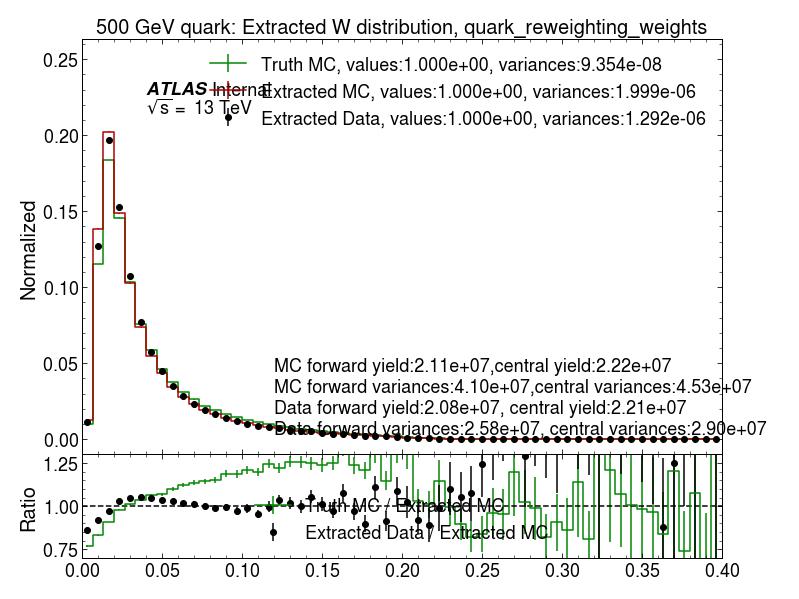 500 GeV quark: Extracted W distribution, quark_reweighting_weights
Truth MC, values:1.000e+00, variances:9.354e-08
ATLAS Internal
Extracted MC, values:1.000e+00, variances:1.999e-06
√s = 13 TeV
Extracted Data, values:1.000e+00, variances:1.292e-06
Normalized
0.25
0.20
0.15
0.10
0.05
0.00
MC forward yield:2.11e+07,central yield:2.22e+07
MC forward variances:4.10e+07,central variances:4.53e+07
Data forward yield:2.08e+07, central yield:2.21e+07
Data forward variances:2.58e+07, central variances:2.90e+07
Ratio
1.25
1.00
0.75
Truth MC / Extracted MC
Extracted Data / Extracted MC
0.00 0.05 0.10 0.15 0.20 0.25 0.30 0.35 0.40